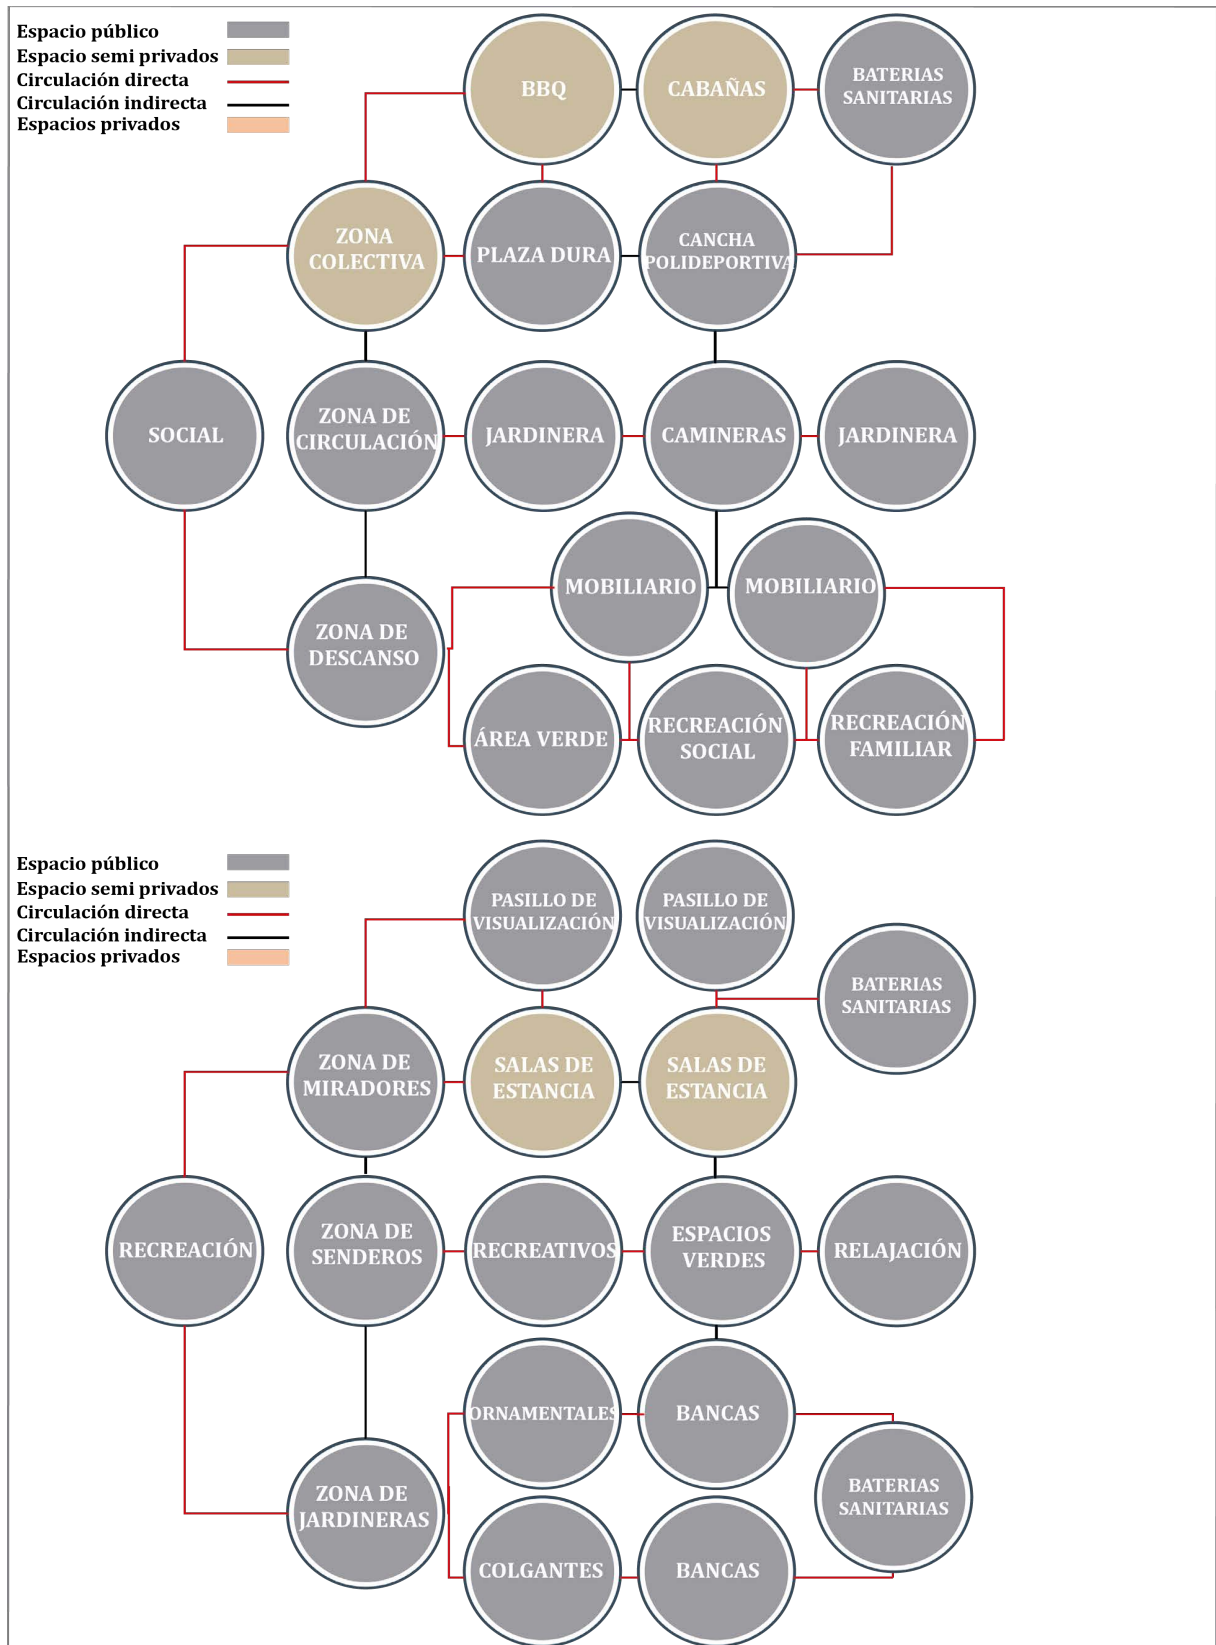 Espacio público
Espacio semi privados
Circulación directa
Circulación indirecta
Espacios privados
BBQ
CABAÑAS
BATERIAS
SANITARIAS
ZONA
COLECTIVA
PLAZA DURA
CANCHA
POLIDEPORTIVA
SOCIAL
ZONA DE
CIRCULACIÓN
JARDINERA
CAMINERAS
JARDINERA
MOBILIARIO
MOBILIARIO
ZONA DE
DESCANSO
ÁREA VERDE
RECREACIÓN
SOCIAL
RECREACIÓN
FAMILIAR
Espacio público
Espacio semi privados
Circulación directa
Circulación indirecta
Espacios privados
PASILLO DE
VISUALIZACIÓN
PASILLO DE
VISUALIZACIÓN
BATERIAS
SANITARIAS
ZONA DE
MIRADORES
SALAS DE
ESTANCIA
SALAS DE
ESTANCIA
RECREACIÓN
ZONA DE
SENDEROS
RECREATIVOS
ESPACIOS
VERDES
RELAJACIÓN
ORNAMENTALES
BANCAS
BATERIAS
SANITARIAS
ZONA DE
JARDINERAS
COLGANTES
BANCAS